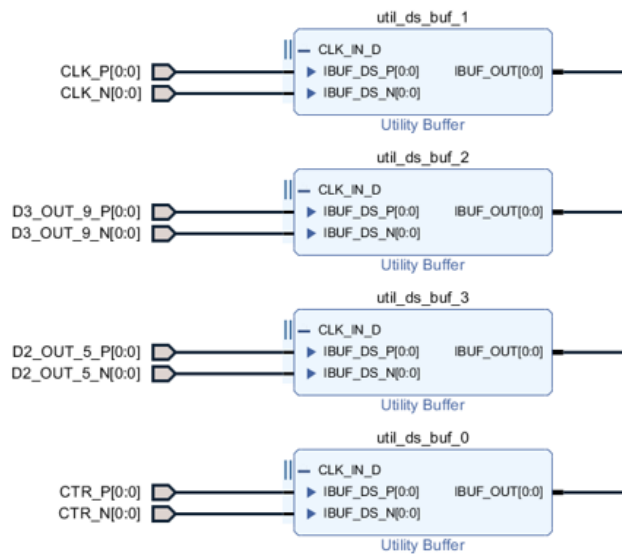 util_ds_buf_1
CLK_IN_D
CLK_P[0:0] IBUF_DS_P[0:0] IBUF_OUT[0:0]
CLK_N[0:0] IBUF_DS_N[0:0]
Utility Buffer
util_ds_buf_2
CLK_IN_D
D3_OUT_9_P[0:0] IBUF_DS_P[0:0] IBUF_OUT[0:0]
D3_OUT_9_N[0:0] IBUF_DS_N[0:0]
Utility Buffer
util_ds_buf_3
CLK_IN_D
D2_OUT_5_P[0:0] IBUF_DS_P[0:0] IBUF_OUT[0:0]
D2_OUT_5_N[0:0] IBUF_DS_N[0:0]
Utility Buffer
util_ds_buf_0
CLK_IN_D
CTR_P[0:0] IBUF_DS_P[0:0] IBUF_OUT[0:0]
CTR_N[0:0] IBUF_DS_N[0:0]
Utility Buffer